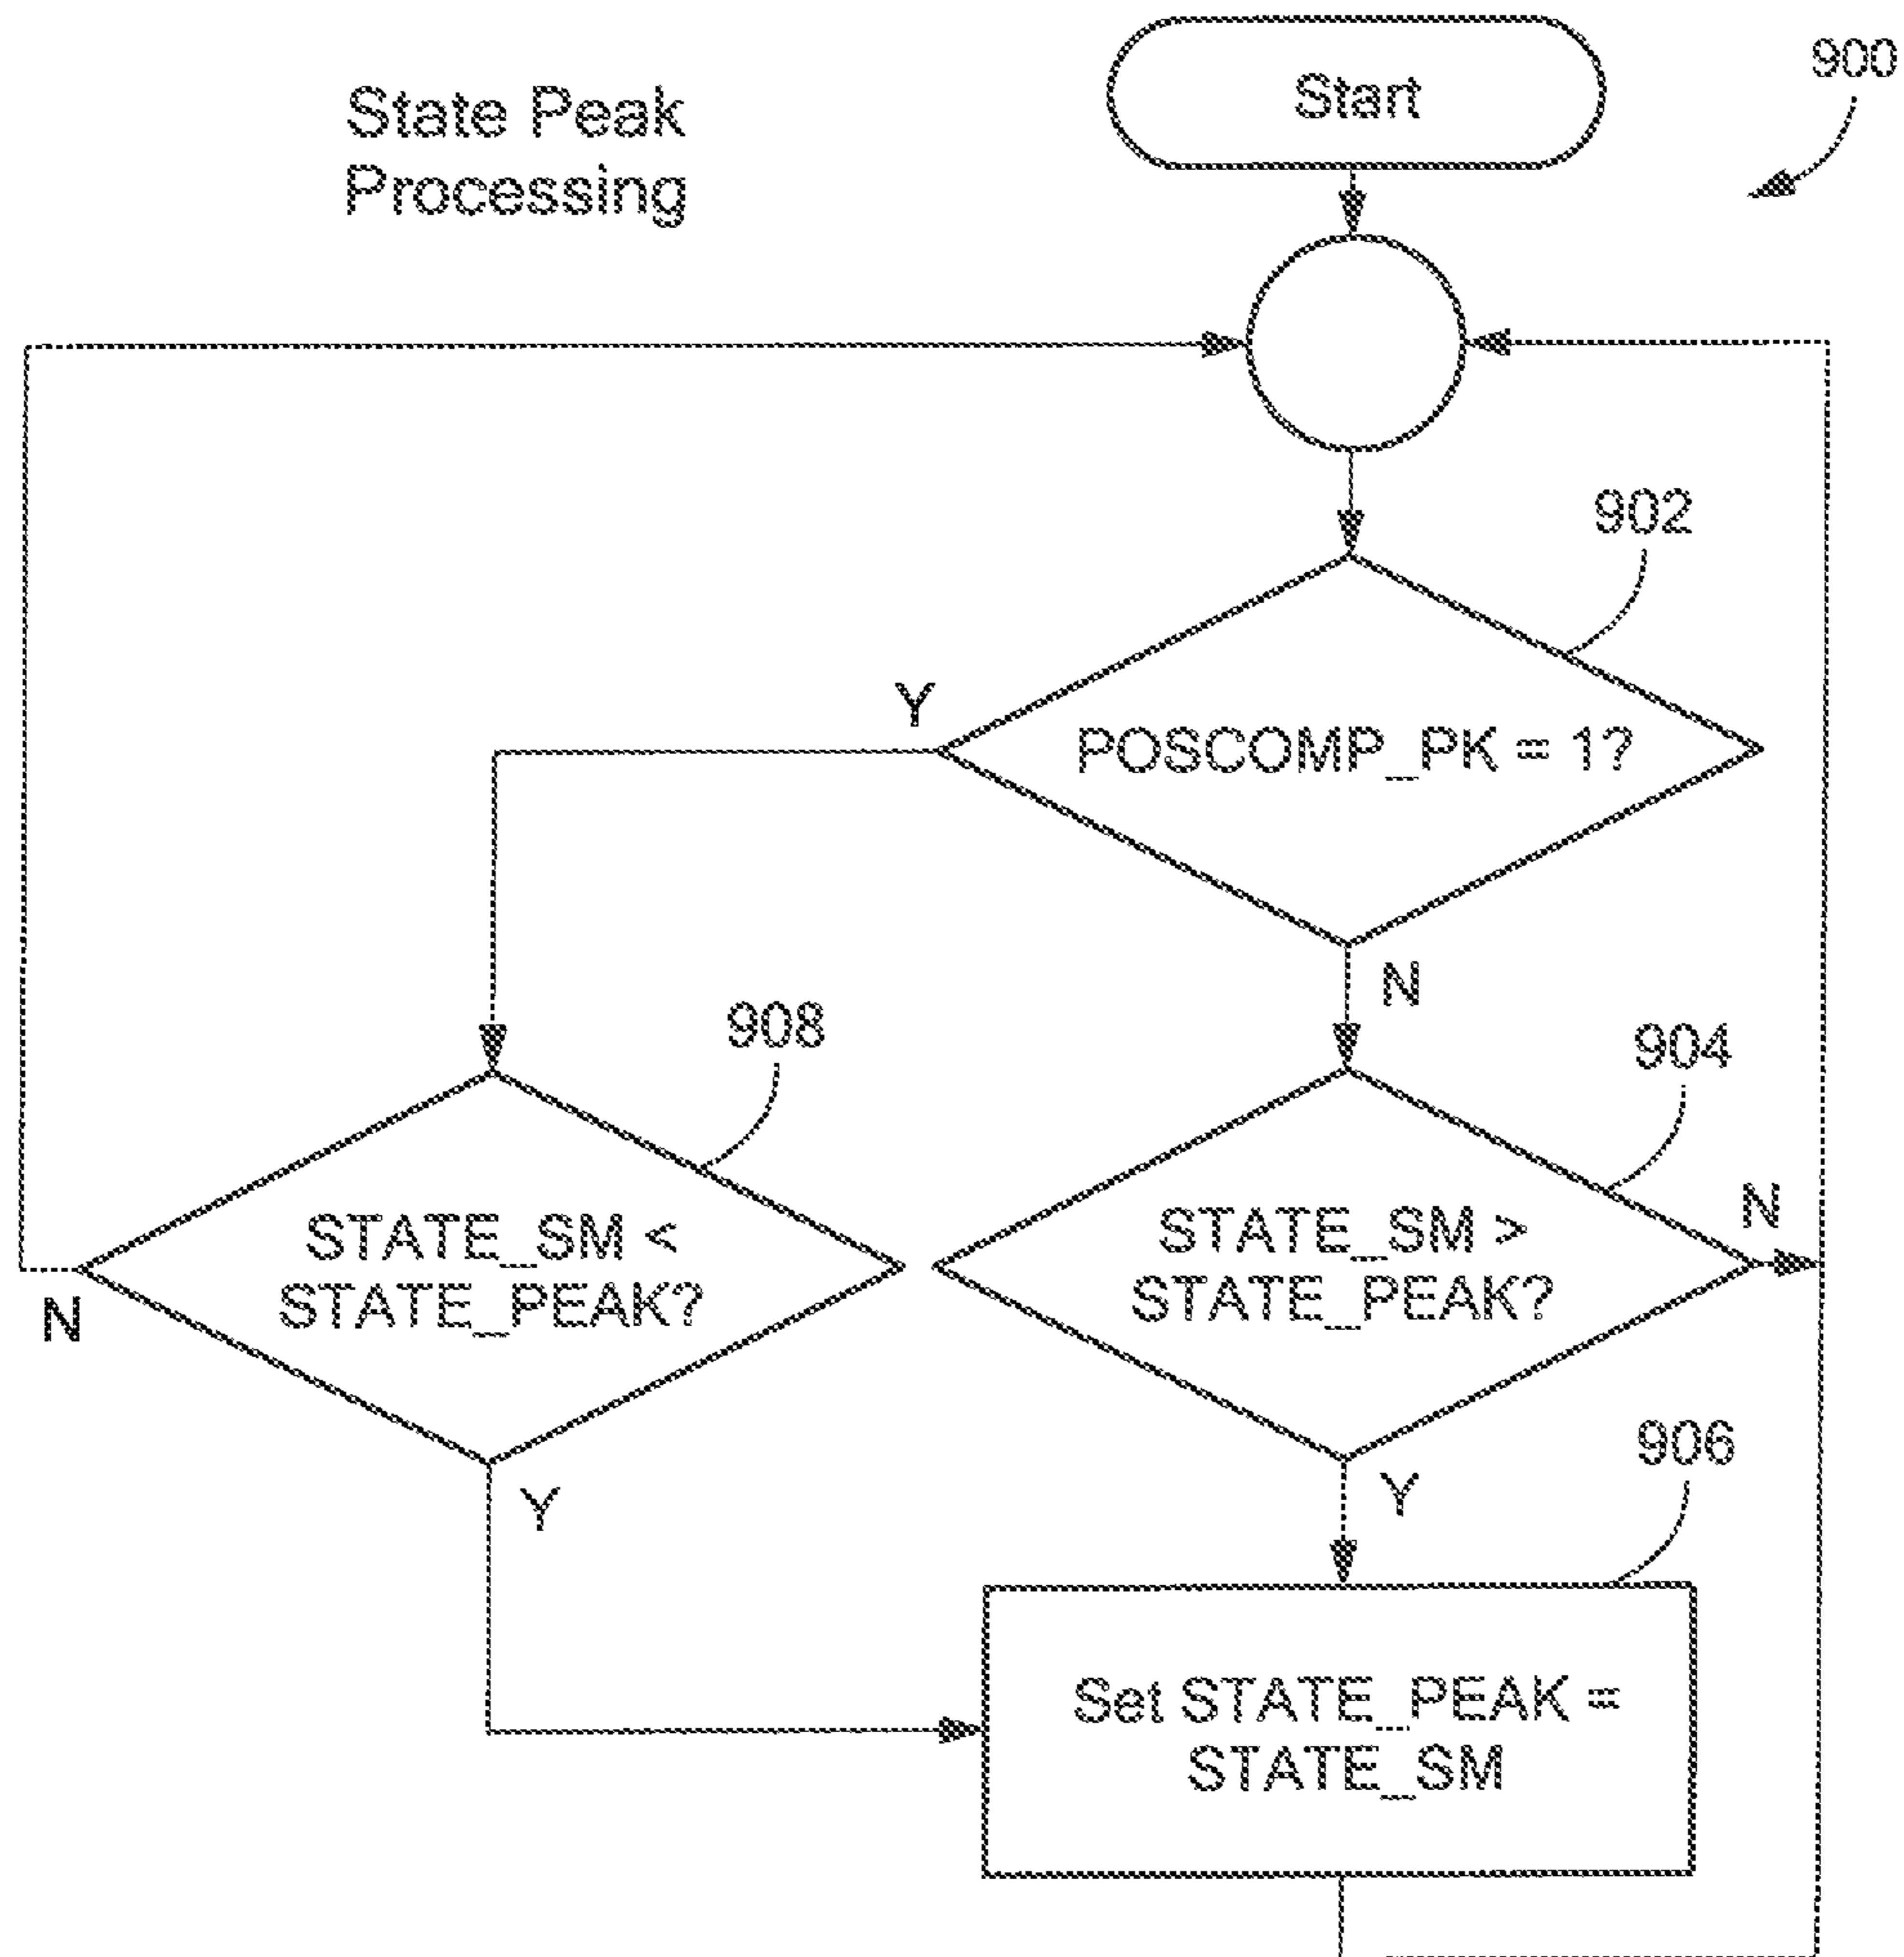 State Peak
Processing
Start
900
902
Y
POSCOMP_PK = 1?
N
908
904
STATE_SM <
STATE_PEAK?
N
Y
STATE_SM >
STATE_PEAK?
N
Y
906
Set STATE_PEAK =
STATE_SM